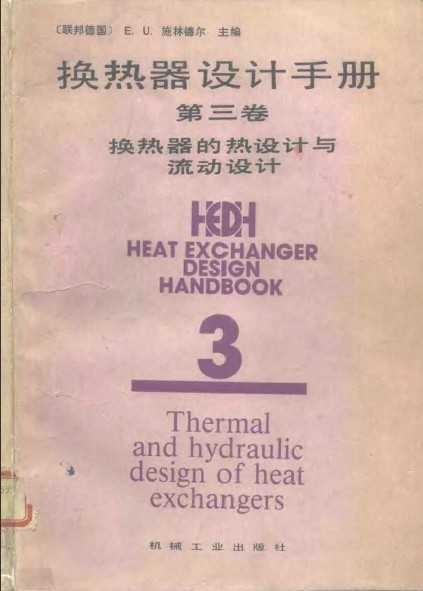 〔联邦德国〕 E. U. 施林德尔 主编
换热器设计手册
第三卷
换热器的热设计与
流动设计
HEDH
HEAT EXCHANGER
DESIGN
HANDBOOK
3
Thermal
and hydraulic
design of heat
exchangers
机械工业出版社